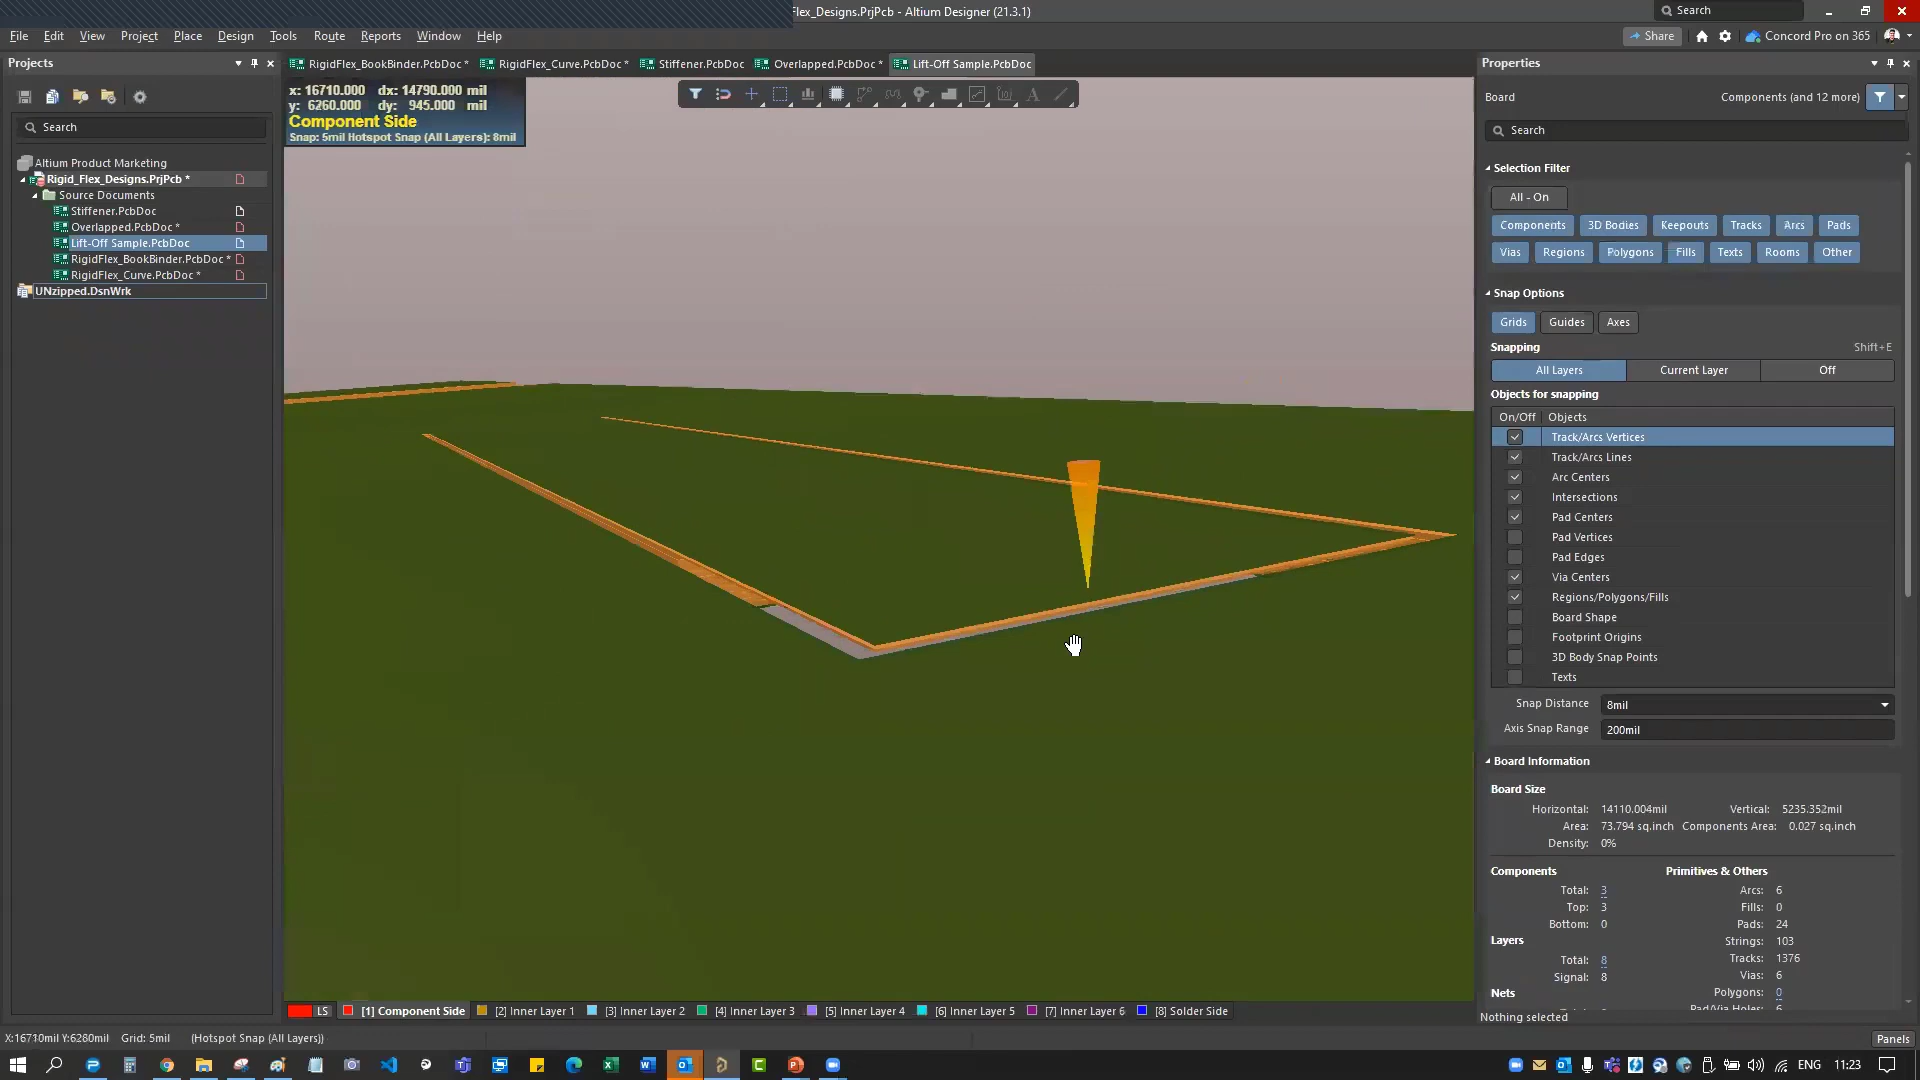 Flex_Designs.PrjPcb - Altium Designer (21.3.1)
Search
File Edit View Project Place Design Tools Route Reports Window Help
Share
Concord Pro on 365
Projects
RigidFlex_BookBinder.PcbDoc * RigidFlex_Curve.PcbDoc * Stiffener.PcbDoc Overlapped.PcbDoc * Lift-Off Sample.PcbDoc
Properties
x: 16710.000 dx: 14790.000 mil
y: 6260.000 dy: 945.000 mil
Component Side
Snap: 5mil Hotspot Snap (All Layers): 8mil
Search
Altium Product Marketing
Rigid_Flex_Designs.PrjPcb *
Source Documents
Stiffener.PcbDoc
Overlapped.PcbDoc *
Lift-Off Sample.PcbDoc
RigidFlex_BookBinder.PcbDoc *
RigidFlex_Curve.PcbDoc *
UNzipped.DsnWrk
Board Components (and 12 more)
Search
Selection Filter
All - On
Components 3D Bodies Keepouts Tracks Arcs Pads
Vias Regions Polygons Fills Texts Rooms Other
Snap Options
Grids Guides Axes
Snapping Shift+E
All Layers Current Layer Off
Objects for snapping
On/Off Objects
Track/Arcs Vertices
Track/Arcs Lines
Arc Centers
Intersections
Pad Centers
Pad Vertices
Pad Edges
Via Centers
Regions/Polygons/Fills
Board Shape
Footprint Origins
3D Body Snap Points
Texts
Snap Distance 8mil
Axis Snap Range 200mil
Board Information
Board Size
Horizontal: 14110.004mil Vertical: 5235.352mil
Area: 73.794 sq.inch Components Area: 0.027 sq.inch
Density: 0%
Components Primitives & Others
Total: 3 Arcs: 6
Top: 3 Fills: 0
Bottom: 0 Pads: 24
Layers Strings: 103
Total: 8 Tracks: 1376
Signal: 8 Vias: 6
Nets Polygons: 0
Pad/Via Holes: 6
Nothing selected
LS [1] Component Side [2] Inner Layer 1 [3] Inner Layer 2 [4] Inner Layer 3 [5] Inner Layer 4 [6] Inner Layer 5 [7] Inner Layer 6 [8] Solder Side
X:16710mil Y:6280mil Grid: 5mil (Hotspot Snap (All Layers))
Panels
ENG 11:23